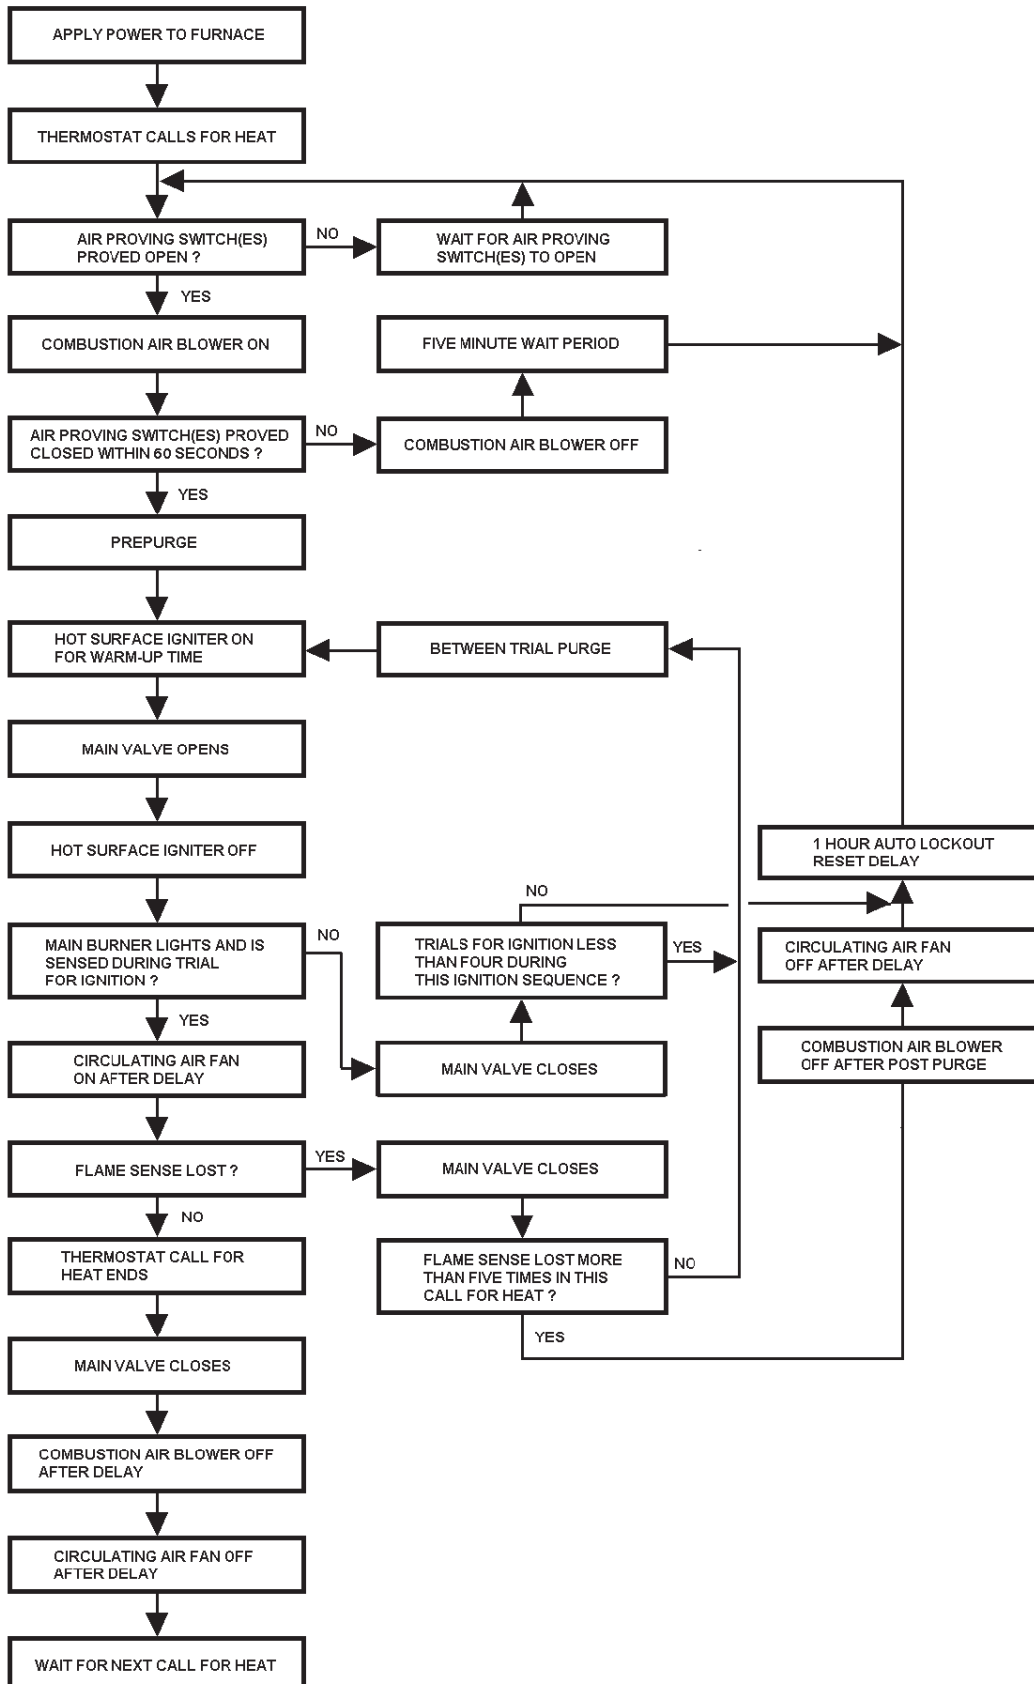 APPLY POWER TO FURNACE
THERMOSTAT CALLS FOR HEAT
AIR PROVING SWITCH(ES)
PROVED OPEN ?
NO
WAIT FOR AIR PROVING
SWITCH(ES) TO OPEN
YES
COMBUSTION AIR BLOWER ON
FIVE MINUTE WAIT PERIOD
AIR PROVING SWITCH(ES) PROVED
CLOSED WITHIN 60 SECONDS ?
NO
COMBUSTION AIR BLOWER OFF
YES
PREPURGE
HOT SURFACE IGNITER ON
FOR WARM-UP TIME
BETWEEN TRIAL PURGE
MAIN VALVE OPENS
HOT SURFACE IGNITER OFF
1 HOUR AUTO LOCKOUT
RESET DELAY
NO
MAIN BURNER LIGHTS AND IS
SENSED DURING TRIAL
FOR IGNITION ?
NO
TRIALS FOR IGNITION LESS
THAN FOUR DURING
THIS IGNITION SEQUENCE ?
YES
CIRCULATING AIR FAN
OFF AFTER DELAY
YES
CIRCULATING AIR FAN
ON AFTER DELAY
MAIN VALVE CLOSES
COMBUSTION AIR BLOWER
OFF AFTER POST PURGE
FLAME SENSE LOST ?
YES
MAIN VALVE CLOSES
NO
THERMOSTAT CALL FOR
HEAT ENDS
FLAME SENSE LOST MORE
THAN FIVE TIMES IN THIS
CALL FOR HEAT ?
NO
YES
MAIN VALVE CLOSES
COMBUSTION AIR BLOWER OFF
AFTER DELAY
CIRCULATING AIR FAN OFF
AFTER DELAY
WAIT FOR NEXT CALL FOR HEAT